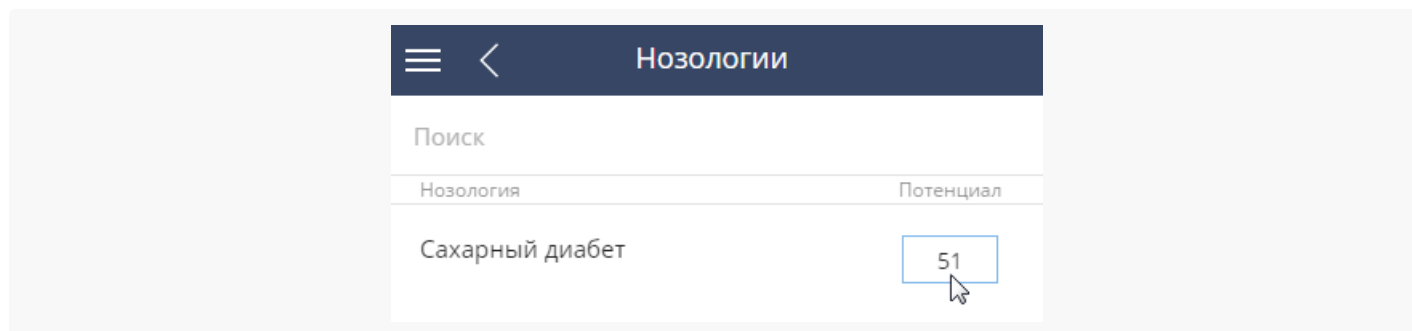 Нозологии
Поиск
Нозология Потенциал
Сахарный диабет 51